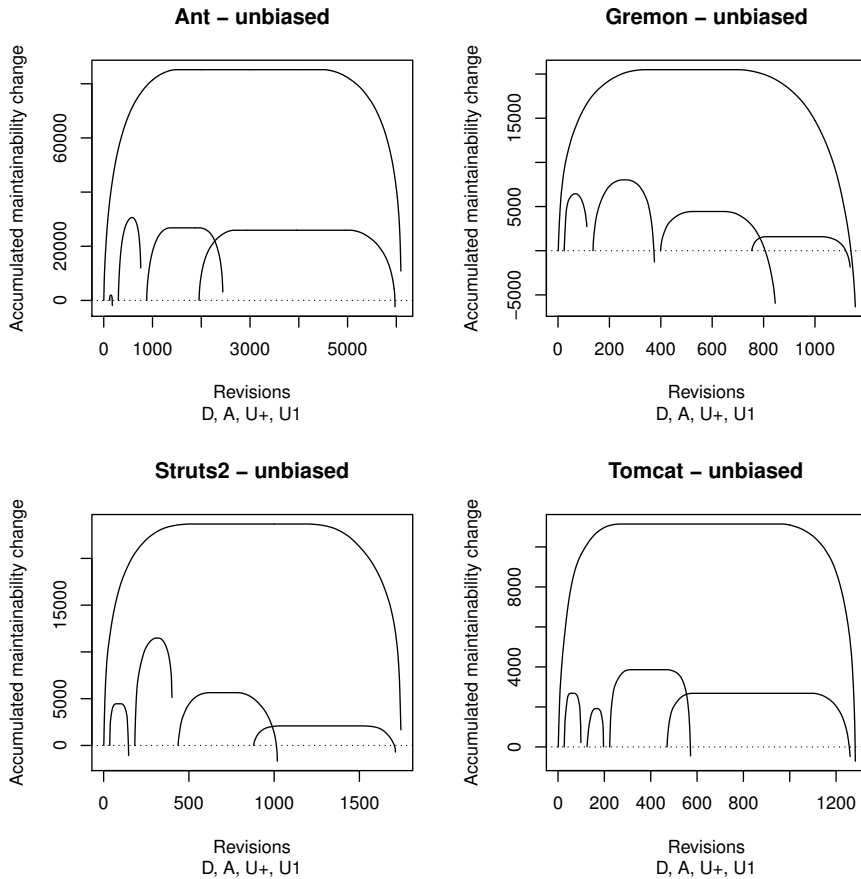 Ant − unbiased
Accumulated maintainability change
0
20000
60000
0 1000 3000 5000
Revisions
D, A, U+, U1
Gremon − unbiased
Accumulated maintainability change
−5000
5000
15000
0 200 400 600 800 1000
Revisions
D, A, U+, U1
Struts2 − unbiased
Accumulated maintainability change
0
5000
15000
0 500 1000 1500
Revisions
D, A, U+, U1
Tomcat − unbiased
Accumulated maintainability change
0
4000
8000
0 200 400 600 800 1200
Revisions
D, A, U+, U1